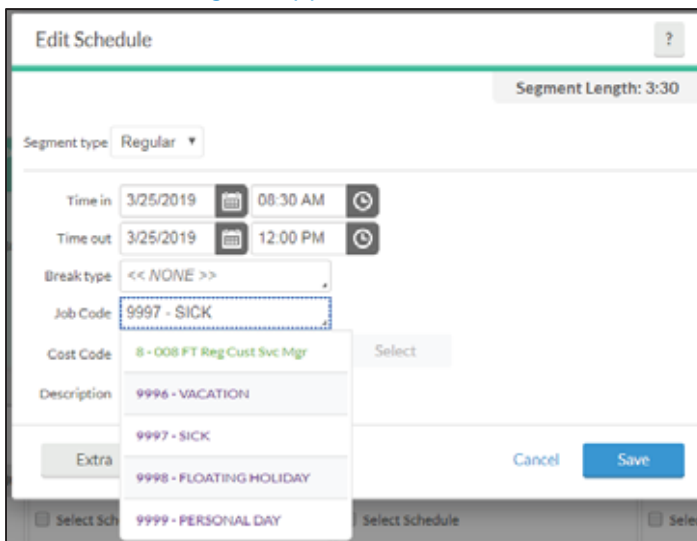 Edit Schedule ?
Segment Length: 3:30
Segment type Regular
Time in 3/25/2019 08:30 AM
Time out 3/25/2019 12:00 PM
Break type << NONE >>
Job Code 9997 - SICK
Cost Code 8 - 008 FT Reg Cust Svc Mgr Select
Description 9996 - VACATION
9997 - SICK
Extra Cancel Save
9998 - FLOATING HOLIDAY
Select Sch Select Schedule Sele
9999 - PERSONAL DAY